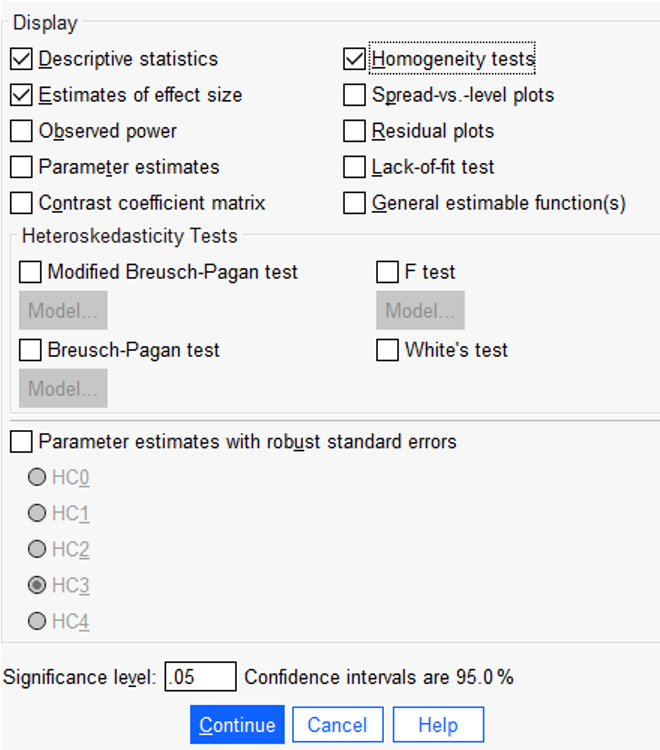 Display
Descriptive statistics Homogeneity tests
Estimates of effect size Spread-vs.-level plots
Observed power Residual plots
Parameter estimates Lack-of-fit test
Contrast coefficient matrix General estimable function(s)
Heteroskedasticity Tests
Modified Breusch-Pagan test F test
Model... Model...
Breusch-Pagan test White's test
Model...
Parameter estimates with robust standard errors
HC0
HC1
HC2
HC3
HC4
Significance level: .05 Confidence intervals are 95.0 %
Continue Cancel Help